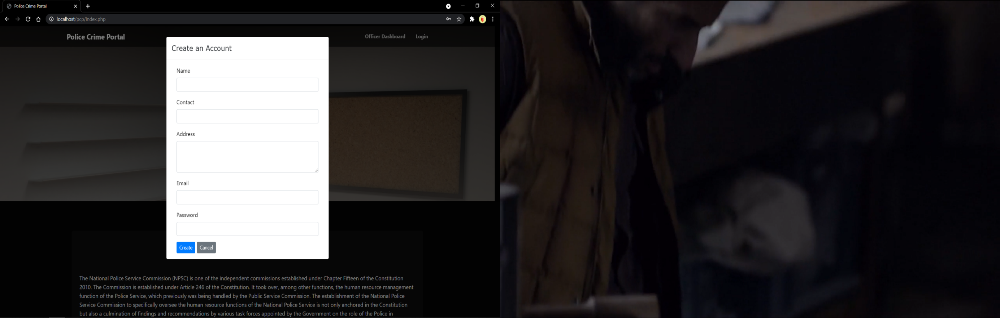 Police Crime Portal
localhost/pcp/index.php
Police Crime Portal
Officer Dashboard
Login
Create an Account
Name
Contact
Address
Email
Password
Create
Cancel
The National Police Service Commission (NPSC) is one of the independent commissions established under Chapter Fifteen of the Constitution
2010. The Commission is established under Article 246 of the Constitution. It took over, among other functions, the human resource management
function of the Police Service, which previously was being handled by the Public Service Commission. The establishment of the National Police
Service Commission to specifically oversee the human resource functions of the National Police Service is not only anchored in the Constitution
but also a culmination of findings and recommendations by various task forces appointed by the Government on the role of the Police in